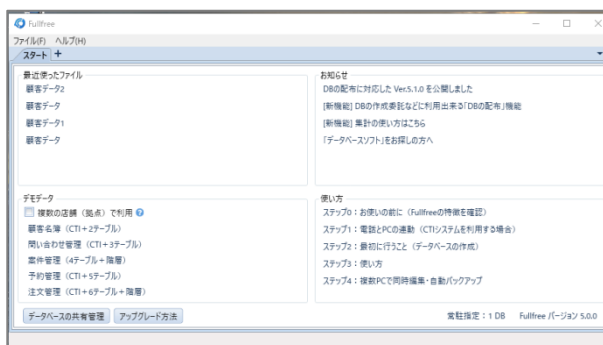 Fullfree
ファイル(F) ヘルプ(H)
スタート +
最近使ったファイル
顧客データ2
顧客データ
顧客データ1
顧客データ
お知らせ
DBの配布に対応した Ver.5.1.0 を公開しました
[新機能] DBの作成委託などに利用出来る「DBの配布」機能
[新機能] 集計の使い方はこちら
「データベースソフト」をお探しの方へ
デモデータ
複数の店舗（拠点）で利用
顧客名簿（CTI+2テーブル）
問い合わせ管理（CTI+3テーブル）
案件管理（4テーブル+階層）
予約管理（CTI+5テーブル）
注文管理（CTI+6テーブル+階層）
使い方
ステップ0：お使いの前に（Fullfreeの特徴を確認）
ステップ1：電話とPCの連動（CTIシステムを利用する場合）
ステップ2：最初に行うこと（データベースの作成）
ステップ3：使い方
ステップ4：複数PCで同時編集・自動バックアップ
データベースの共有管理 アップグレード方法
常駐指定：1 DB Fullfree バージョン 5.0.0